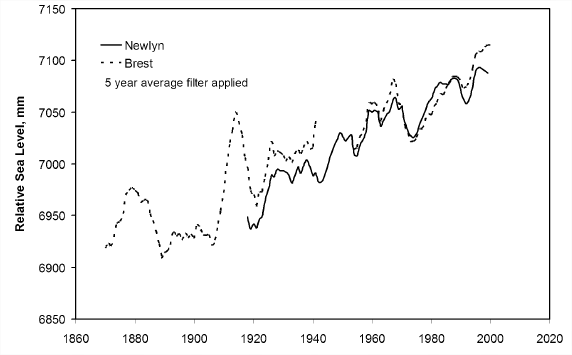 7150
7100
7050
7000
6950
6900
6850
Relative Sea Level, mm
Newlyn
Brest
5 year average filter applied
1860 1880 1900 1920 1940 1960 1980 2000 2020